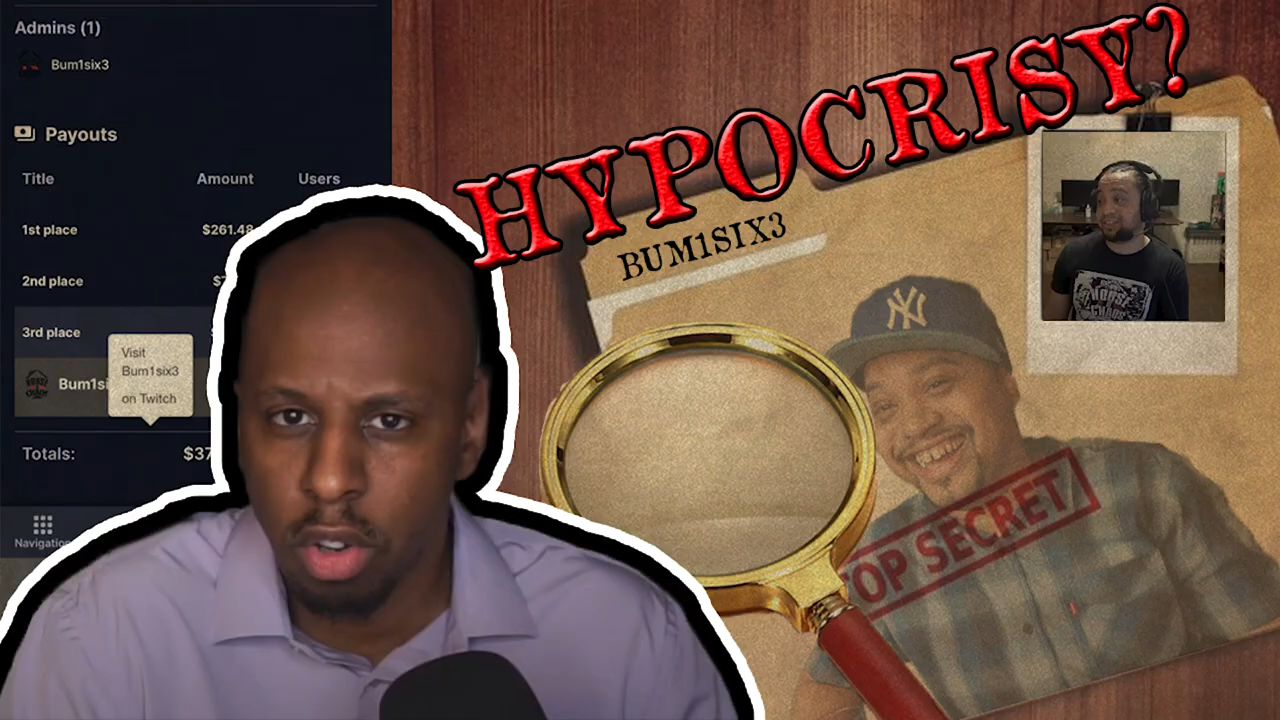 Admins (1)
Bum1six3
Payouts
Title Amount Users
1st place $261.48
2nd place
3rd place
Visit
Bum1six3
on Twitch
Totals:
Navigation
HYPOCRISY?
BUM1SIX3
NY
TOP SECRET